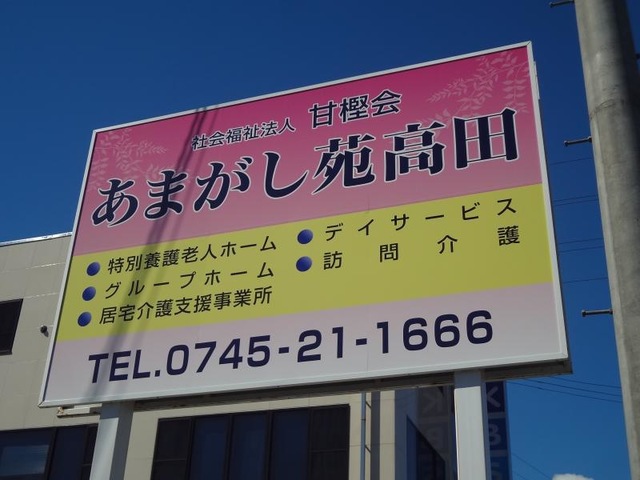 社会福祉法人 甘樫会
あまがし苑高田
特別養護老人ホーム
グループホーム
居宅介護支援事業所
デイサービス
訪問介護
TEL.0745-21-1666